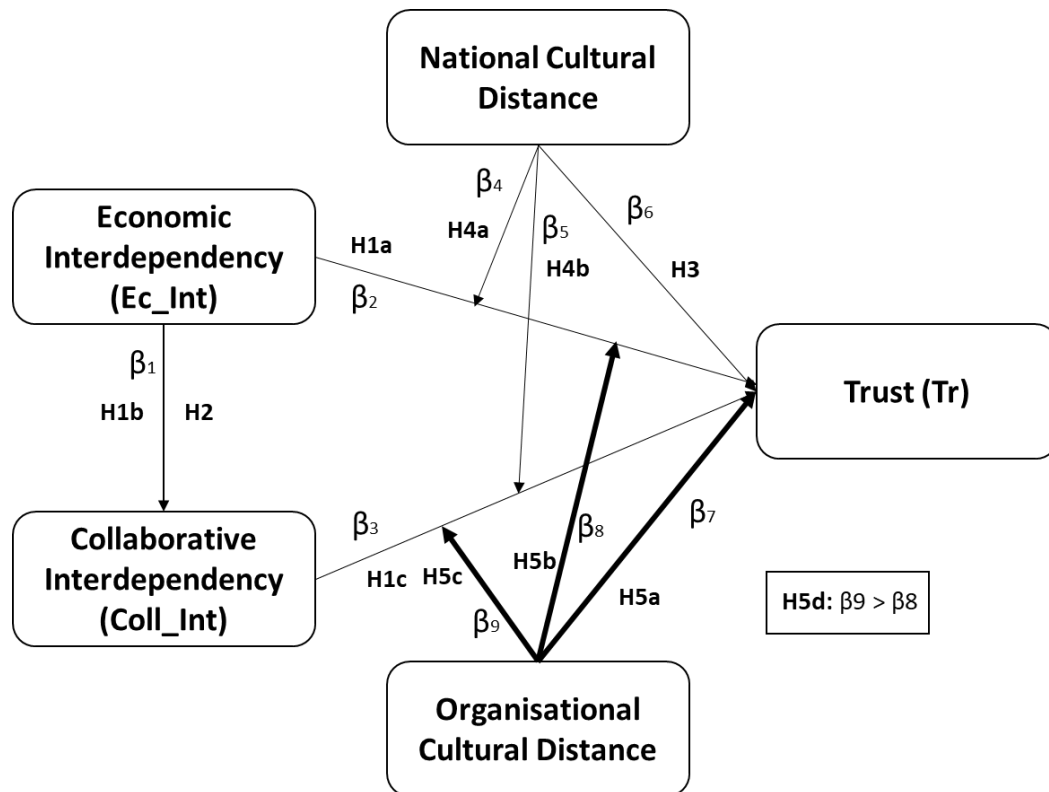 National Cultural
Distance
β4
β6
Economic
Interdependency
(Ec_Int)
H1a
H4a
β5
H4b
H3
β2
β1
H1b
H2
Trust (Tr)
Collaborative
Interdependency
(Coll_Int)
β3
H1c
H5c
β9
H5b
β8
β7
H5a
H5d: β9 > β8
Organisational
Cultural Distance